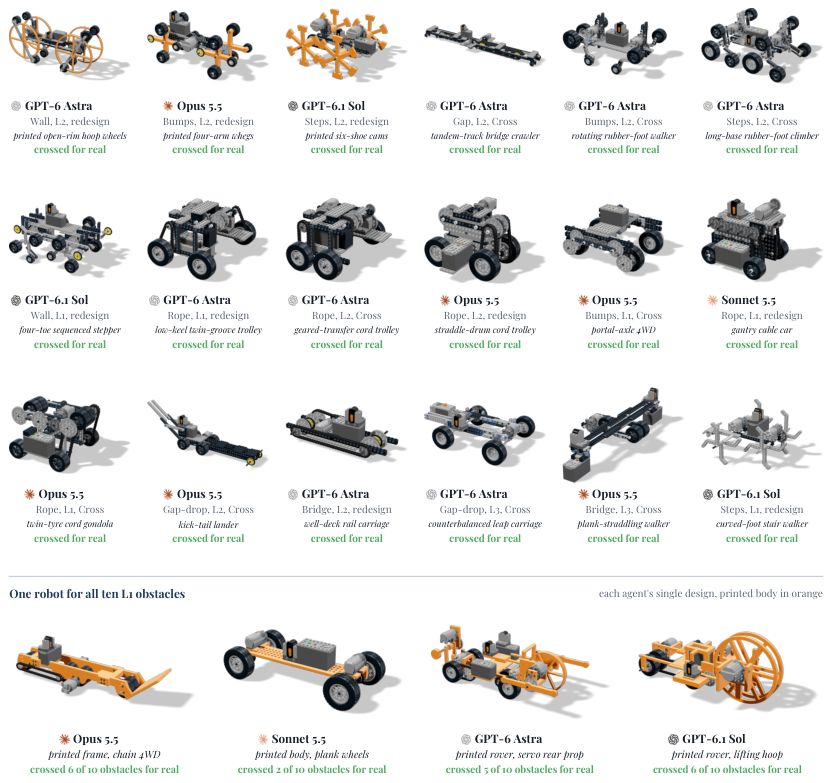 GPT-6 Astra Opus 5.5 GPT-6.1 Sol GPT-6 Astra GPT-6 Astra GPT-6 Astra
Wall, L2, redesign Bumps, L2, redesign Steps, L2, redesign Gap, L2, Cross Bumps, L2, Cross Steps, L2, Cross
printed open-rim hoop wheels printed four-arm whegs printed six-shoe cams tandem-track bridge crawler rotating rubber-foot walker long-base rubber-foot climber
crossed for real crossed for real crossed for real crossed for real crossed for real crossed for real
GPT-6.1 Sol GPT-6 Astra GPT-6 Astra Opus 5.5 Opus 5.5 Sonnet 5.5
Wall, L1, redesign Rope, L1, redesign Rope, L2, Cross Rope, L2, redesign Bumps, L1, Cross Rope, L1, redesign
four-toe sequenced stepper low-keel twin-groove trolley geared-transfer cord trolley straddle-drum cord trolley portal-axle 4WD gantry cable car
crossed for real crossed for real crossed for real crossed for real crossed for real crossed for real
Opus 5.5 Opus 5.5 GPT-6 Astra GPT-6 Astra Opus 5.5 GPT-6.1 Sol
Rope, L1, Cross Gap-drop, L2, Cross Bridge, L2, redesign Gap-drop, L3, Cross Bridge, L3, Cross Steps, L1, redesign
twin-tyre cord gondola kick-tail lander well-deck rail carriage counterbalanced leap carriage plank-straddling walker curved-foot stair walker
crossed for real crossed for real crossed for real crossed for real crossed for real crossed for real
One robot for all ten L1 obstacles each agent's single design, printed body in orange
Opus 5.5 Sonnet 5.5 GPT-6 Astra GPT-6.1 Sol
printed frame, chain 4WD printed body, plank wheels printed rover, servo rear prop printed rover, lifting hoop
crossed 6 of 10 obstacles for real crossed 2 of 10 obstacles for real crossed 5 of 10 obstacles for real crossed 6 of 10 obstacles for real